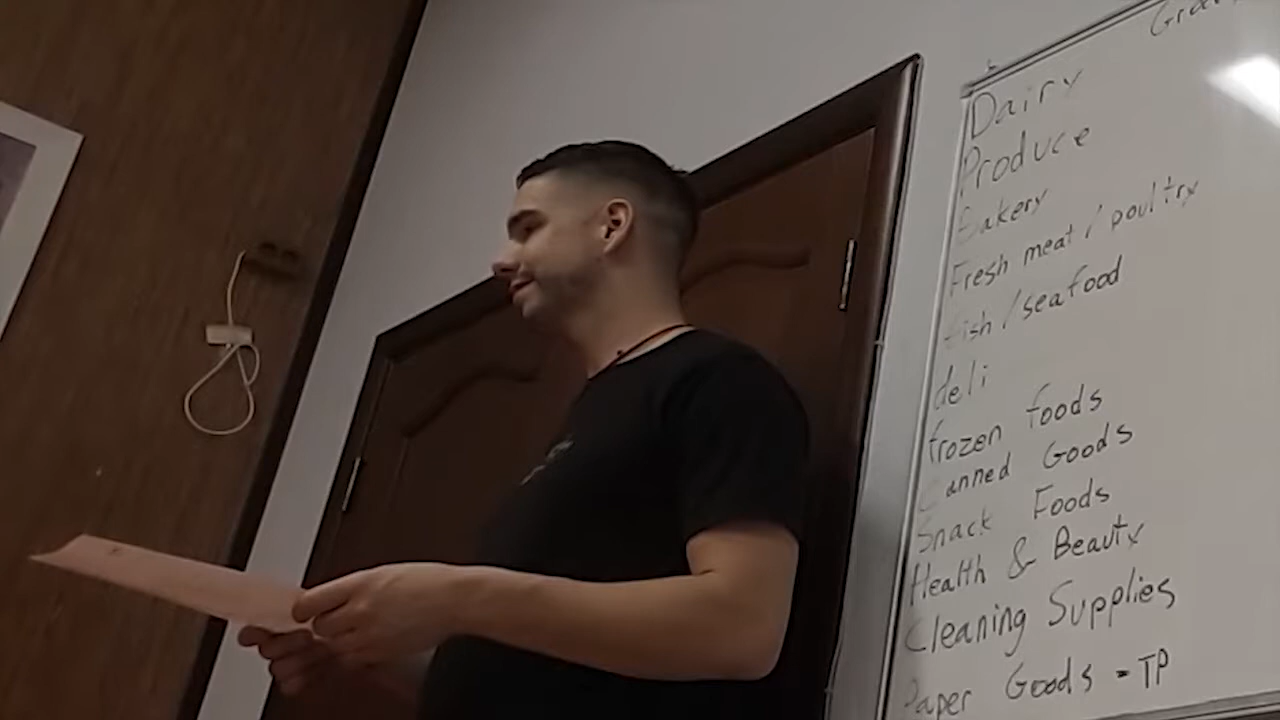 Dairy
Produce
Bakery
Fresh meat / poultry
fish / seafood
deli
frozen foods
Canned Goods
Snack Foods
Health & Beauty
Cleaning Supplies
Paper Goods - TP